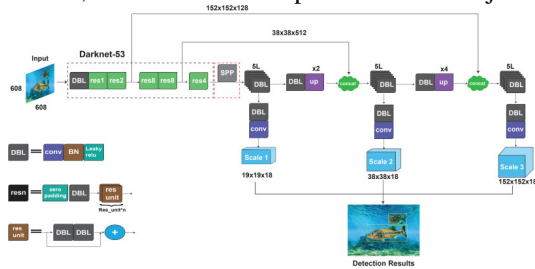 152x152x128
38x38x512
Input
Darknet-53
608
608
DBL res1 res2 res8 res8 res4
SPP
5L
DBL
x2
DBL up
concat
5L
DBL
x4
DBL up
concat
5L
DBL
DBL
conv
DBL
conv
DBL
conv
Scale 1
Scale 2
Scale 3
19x19x18
38x38x18
152x152x18
DBL conv BN Leaky relu
resn zero padding DBL res unit
Res_unit*n
res unit DBL DBL +
Detection Results